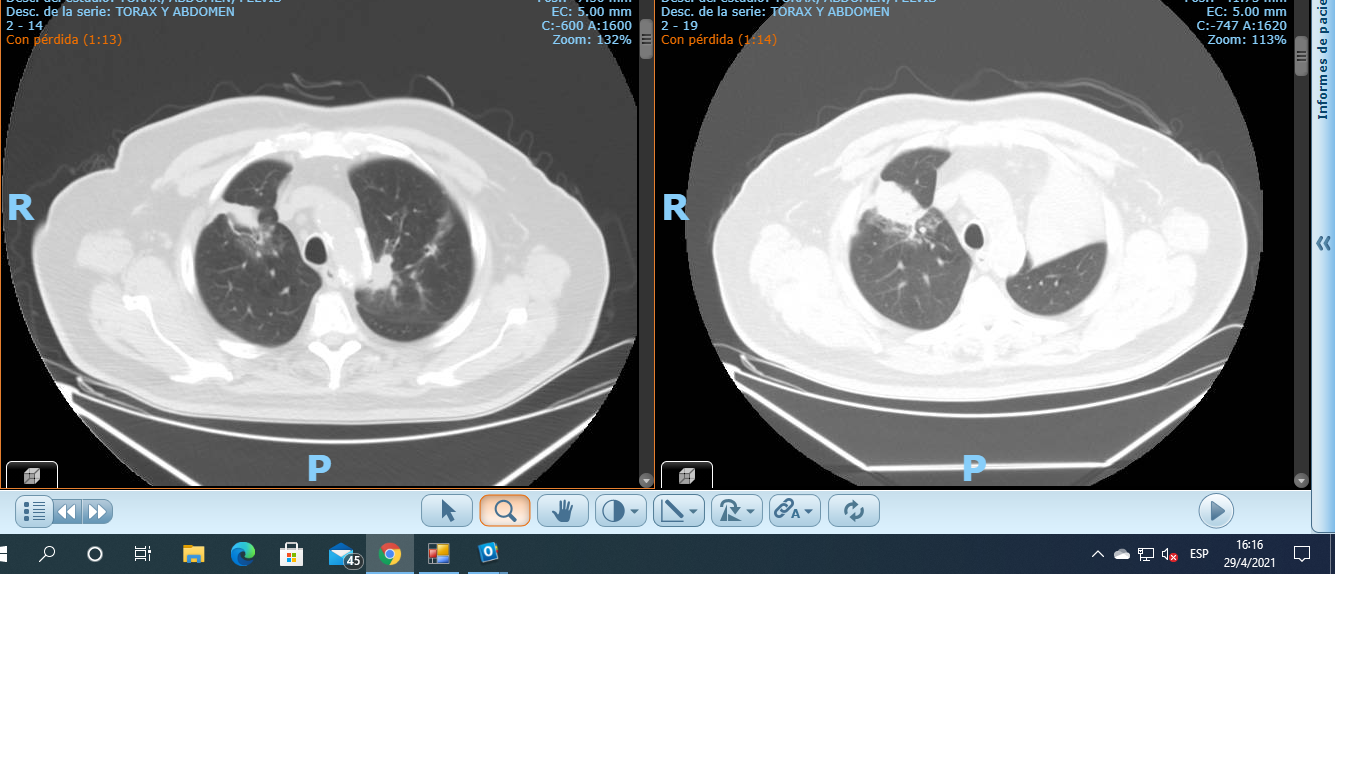 Desc. de la serie: TORAX Y ABDOMEN
EC: 5.00 mm
2 - 14
C:-600 A:1600
Con pérdida (1:13)
Zoom: 132%
R
P
Desc. de la serie: TORAX Y ABDOMEN
EC: 5.00 mm
2 - 19
C:-747 A:1620
Con pérdida (1:14)
Zoom: 113%
R
P
Informes de pacie
A
45
O
ESP
16:16
29/4/2021